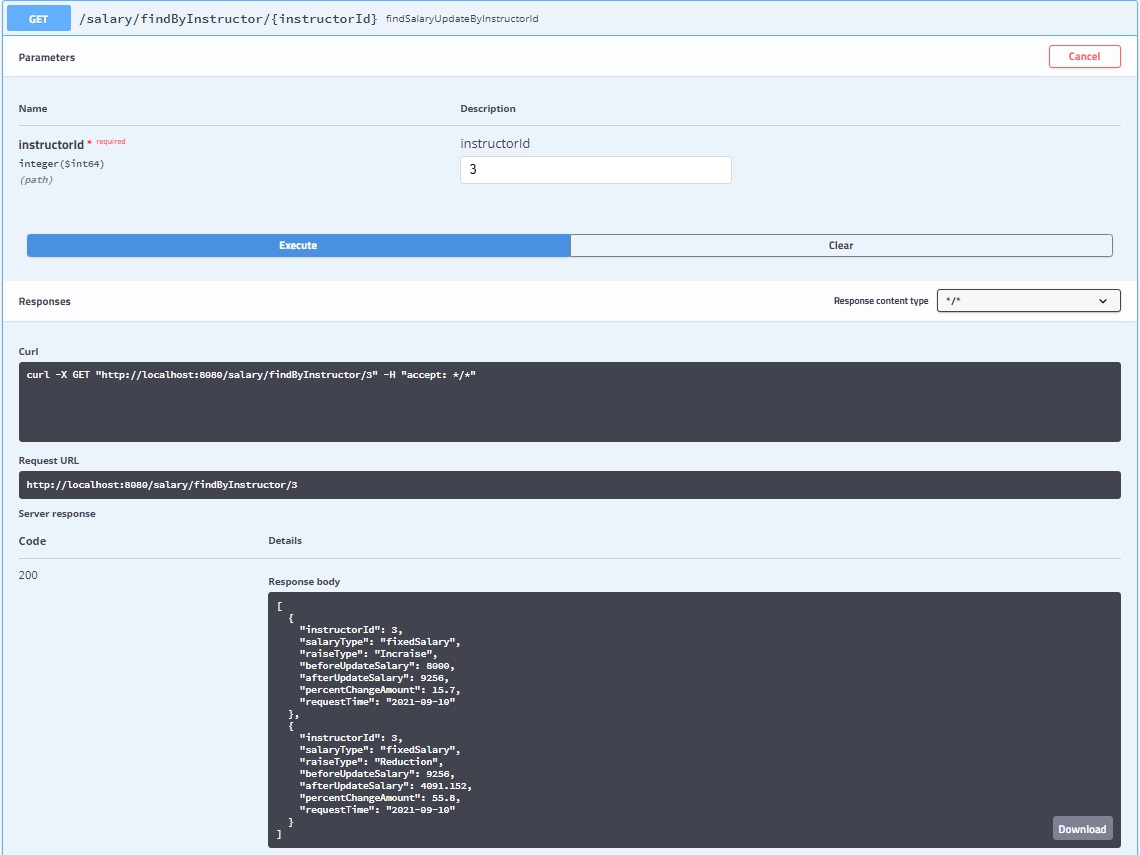 GET /salary/findByInstructor/{instructorId} findSalaryUpdateByInstructorId
Parameters Cancel
Name Description
instructorId * required instructorId
integer($int64) 3
(path)
Execute Clear
Responses Response content type */*
Curl
curl -X GET "http://localhost:8080/salary/findByInstructor/3" -H "accept: */*"
Request URL
http://localhost:8080/salary/findByInstructor/3
Server response
Code Details
200
Response body
[
  {
    "instructorId": 3,
    "salaryType": "fixedSalary",
    "raiseType": "Incraise",
    "beforeUpdateSalary": 8000,
    "afterUpdateSalary": 9256,
    "percentChangeAmount": 15.7,
    "requestTime": "2021-09-10"
  },
  {
    "instructorId": 3,
    "salaryType": "fixedSalary",
    "raiseType": "Reduction",
    "beforeUpdateSalary": 9256,
    "afterUpdateSalary": 4091.152,
    "percentChangeAmount": 55.8,
    "requestTime": "2021-09-10"
  }
]
Download